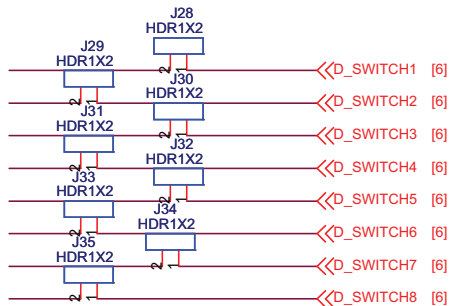 J28
HDR1X2
2 1
D_SWITCH1 [6]
J29
HDR1X2
2 1
D_SWITCH2 [6]
J30
HDR1X2
2 1
D_SWITCH3 [6]
J31
HDR1X2
2 1
D_SWITCH4 [6]
J32
HDR1X2
2 1
D_SWITCH5 [6]
J33
HDR1X2
2 1
D_SWITCH6 [6]
J34
HDR1X2
2 1
D_SWITCH7 [6]
J35
HDR1X2
2 1
D_SWITCH8 [6]